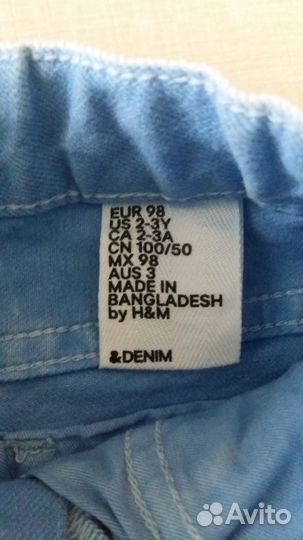 EUR 98
US 2-3Y
CA 2-3A
CN 100/50
MX 98
AUS 3
MADE IN
BANGLADESH
by H&M
&DENIM
Avito